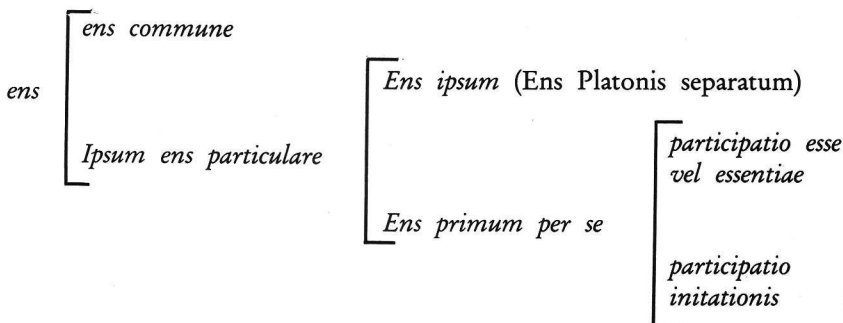 ens commune
ens
Ens ipsum (Ens Platonis separatum)
Ipsum ens particulare
participatio esse
vel essentiae
Ens primum per se
participatio
initationis